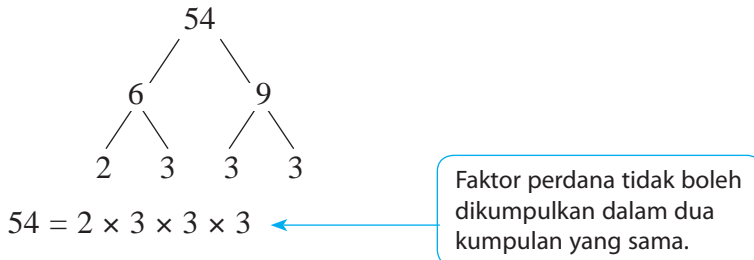 54
6 9
2 3 3 3
54 = 2 × 3 × 3 × 3
Faktor perdana tidak boleh
dikumpulkan dalam dua
kumpulan yang sama.